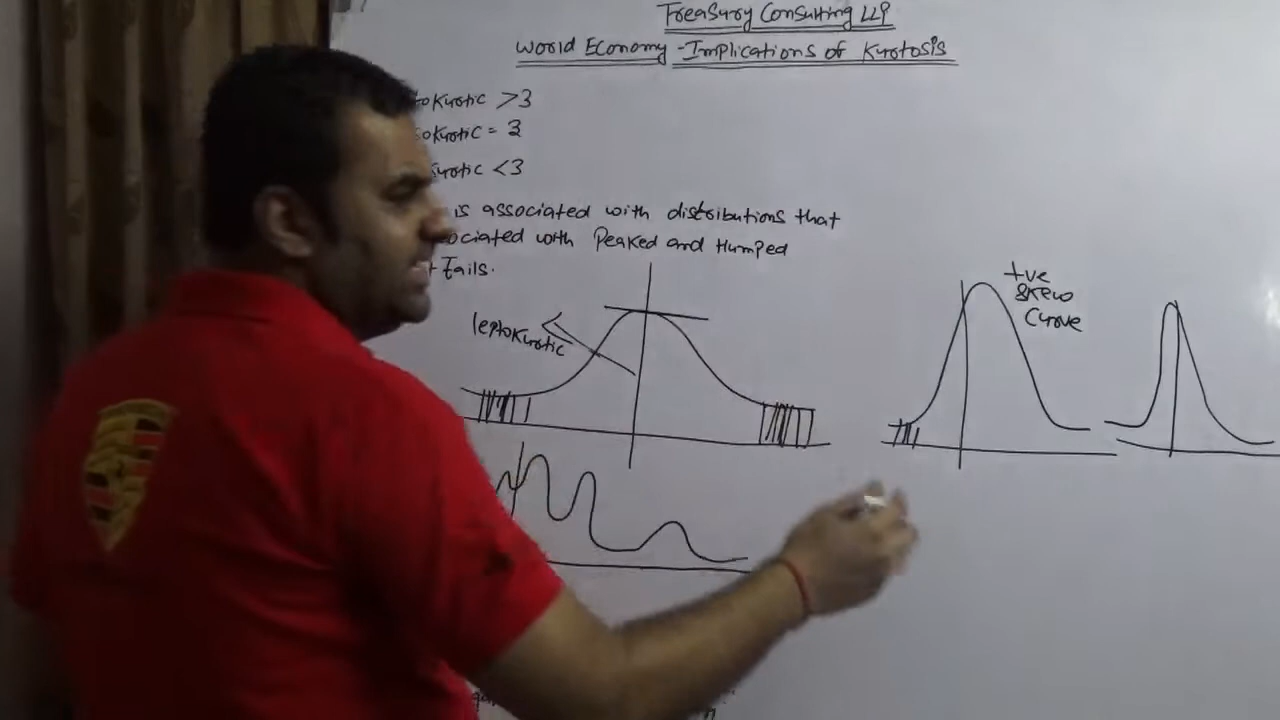 Treasury Consulting LLP
World Economy - Implications of Kurtosis
tokurtic >3
sokurtic = 3
kurtic <3
is associated with distributions that
ociated with Peaked and Humped
t Tails.
leptokurtic
+ve
Skew
Curve